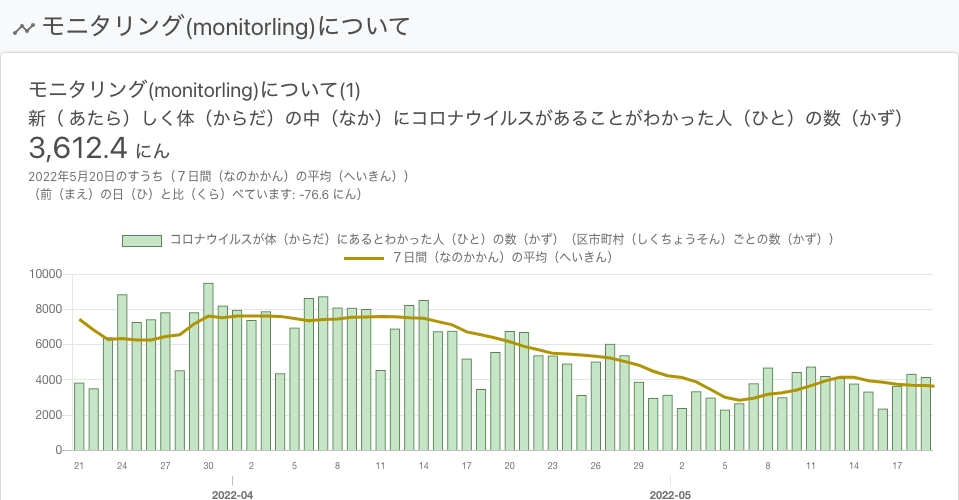 モニタリング(monitorling)について
モニタリング(monitorling)について(1)
新（ あたら）しく体（からだ）の中（なか）にコロナウイルスがあることがわかった人（ひと）の数（かず）
3,612.4 にん
2022年5月20日のすうち（７日間（なのかかん）の平均（へいきん））
（前（まえ）の日（ひ）と比（くら）べています: -76.6 にん）
コロナウイルスが体（からだ）にあるとわかった人（ひと）の数（かず）（区市町村（しくちょうそん）ごとの数（かず））
７日間（なのかかん）の平均（へいきん）
10000
8000
6000
4000
2000
0
21 24 27 30 2 5 8 11 14 17 20 23 26 29 2 5 8 11 14 17
2022-04 2022-05